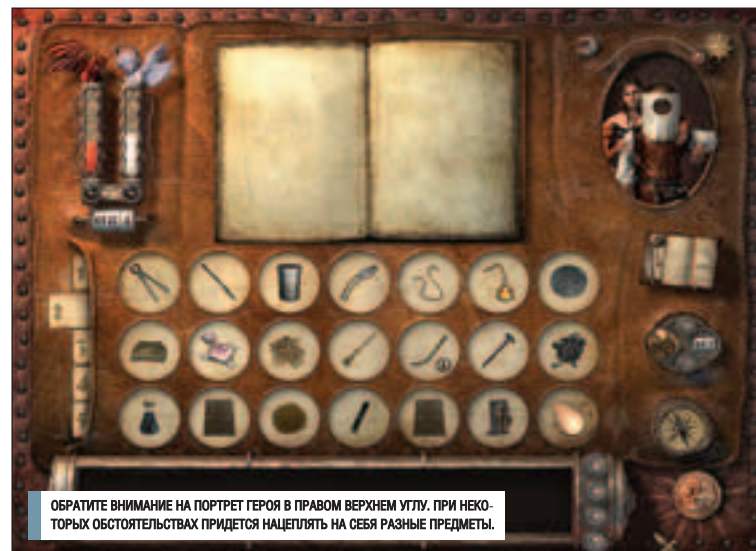 ОБРАТИТЕ ВНИМАНИЕ НА ПОРТРЕТ ГЕРОЯ В ПРАВОМ ВЕРХНЕМ УГЛУ. ПРИ НЕКО-
ТОРЫХ ОБСТОЯТЕЛЬСТВАХ ПРИДЕТСЯ НАЦЕПЛЯТЬ НА СЕБЯ РАЗНЫЕ ПРЕДМЕТЫ.